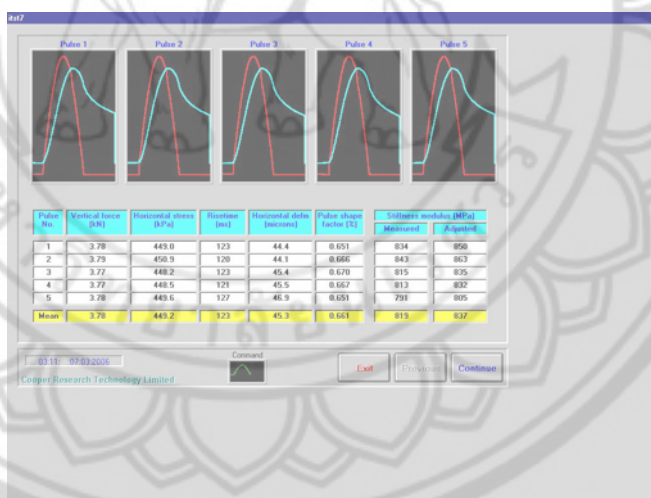 itst7
Pulse 1 Pulse 2 Pulse 3 Pulse 4 Pulse 5
Pulse No. Vertical force (kN) Horizontal stress (kPa) Risetime (ms) Horizontal defm (microns) Pulse shape factor (%) Stiffness modulus (MPa)
Measured Adjusted
1 3.78 449.0 123 44.4 0.651 834 850
2 3.79 450.9 120 44.1 0.666 843 863
3 3.77 448.2 123 45.4 0.670 815 835
4 3.77 448.5 121 45.5 0.667 813 832
5 3.78 449.6 127 46.9 0.651 791 805
Mean 3.78 449.2 123 45.3 0.661 819 837
03:11 07:03:2006
Command
Exit Previous Continue
Cooper Research Technology Limited